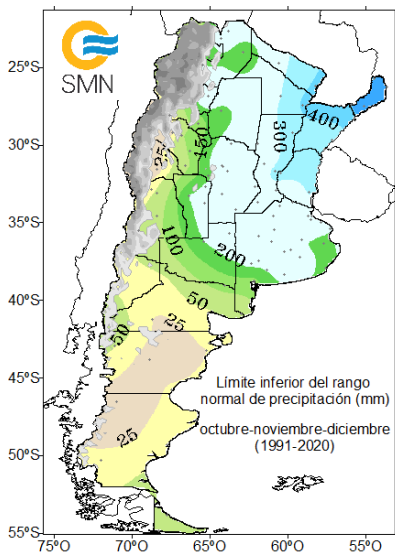 SMN
25°S
30°S
35°S
40°S
45°S
50°S
55°S
400
300
150
25
100
200
50
25
50
25
Límite inferior del rango
normal de precipitación (mm)
octubre-noviembre-diciembre
(1991-2020)
75°O
70°O
65°O
60°O
55°O